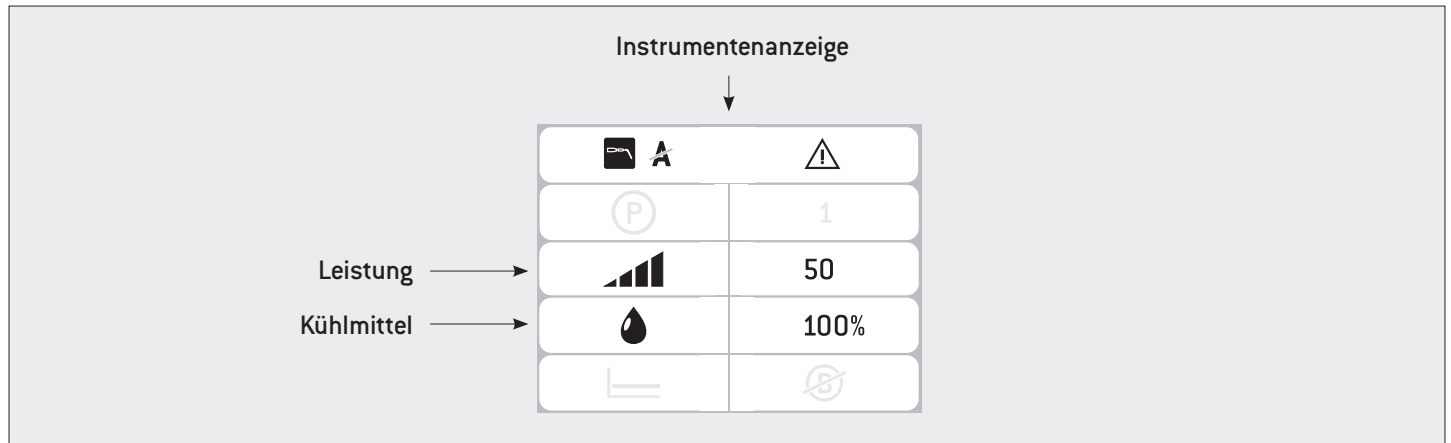 Instrumentenanzeige
A
P 1
Leistung 50
Kühlmittel 100%
B